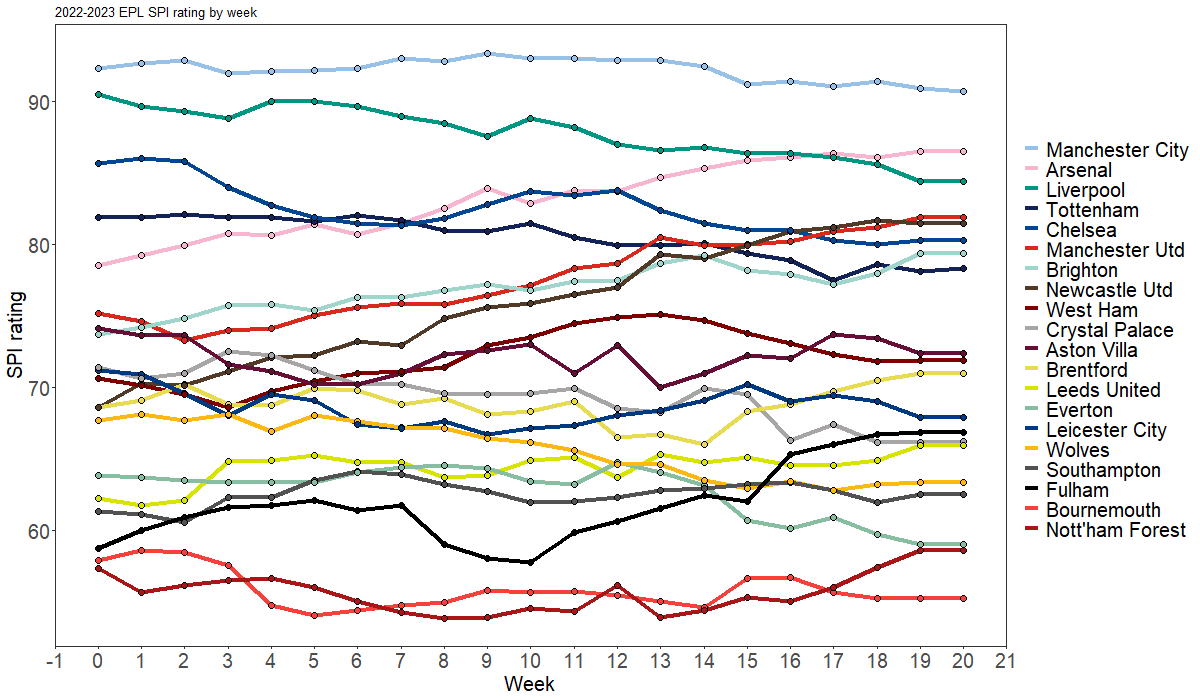 2022-2023 EPL SPI rating by week
SPI rating
90
80
70
60
-1 0 1 2 3 4 5 6 7 8 9 10 11 12 13 14 15 16 17 18 19 20 21
Week
Manchester City
Arsenal
Liverpool
Tottenham
Chelsea
Manchester Utd
Brighton
Newcastle Utd
West Ham
Crystal Palace
Aston Villa
Brentford
Leeds United
Everton
Leicester City
Wolves
Southampton
Fulham
Bournemouth
Nott'ham Forest